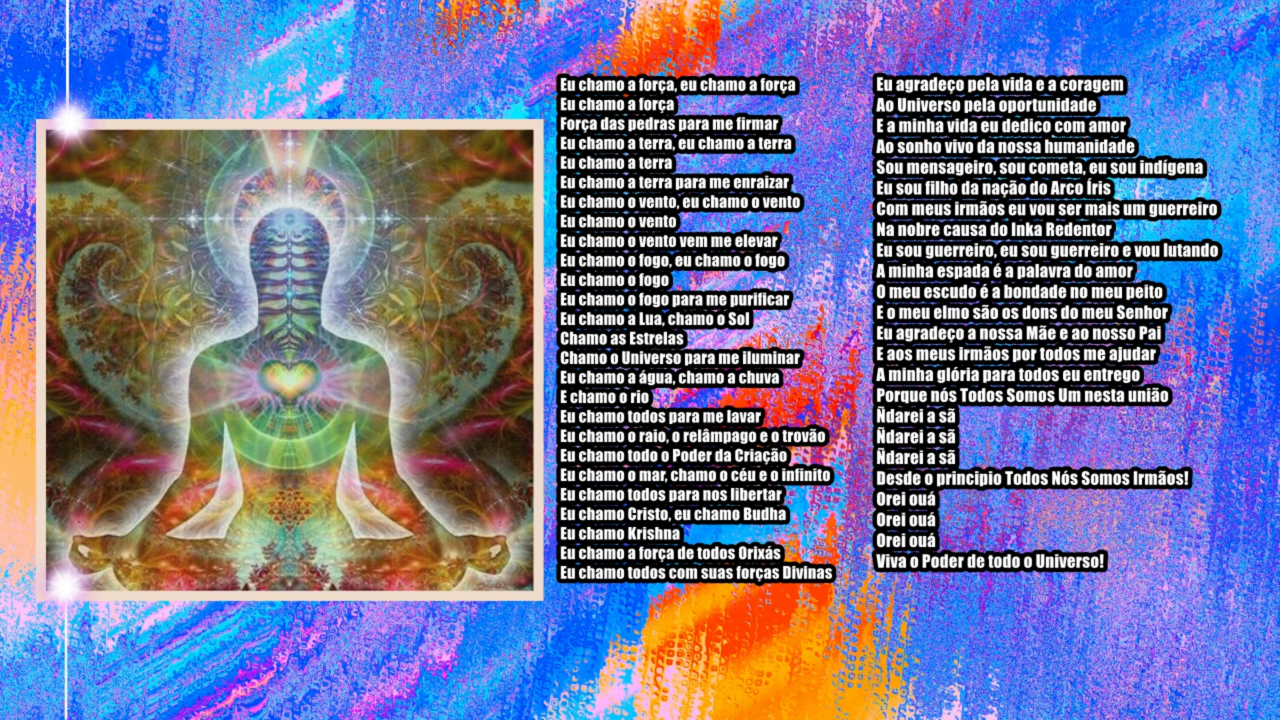 Eu chamo a força, eu chamo a força
Eu chamo a força
Força das pedras para me firmar
Eu chamo a terra, eu chamo a terra
Eu chamo a terra
Eu chamo a terra para me enraizar
Eu chamo o vento, eu chamo o vento
Eu chamo o vento
Eu chamo o vento vem me elevar
Eu chamo o fogo, eu chamo o fogo
Eu chamo o fogo
Eu chamo o fogo para me purificar
Eu chamo a Lua, chamo o Sol
Chamo as Estrelas
Chamo o Universo para me iluminar
Eu chamo a água, chamo a chuva
E chamo o rio
Eu chamo todos para me lavar
Eu chamo o raio, o relâmpago e o trovão
Eu chamo todo o Poder da Criação
Eu chamo o mar, chamo o céu e o infinito
Eu chamo todos para nos libertar
Eu chamo Cristo, eu chamo Budha
Eu chamo Krishna
Eu chamo a força de todos Orixás
Eu chamo todos com suas forças Divinas
Eu agradeço pela vida e a coragem
Ao Universo pela oportunidade
E a minha vida eu dedico com amor
Ao sonho vivo da nossa humanidade
Sou mensageiro, sou cometa, eu sou indígena
Eu sou filho da nação do Arco Íris
Com meus irmãos eu vou ser mais um guerreiro
Na nobre causa do Inka Redentor
Eu sou guerreiro, eu sou guerreiro e vou lutando
A minha espada é a palavra do amor
O meu escudo é a bondade no meu peito
E o meu elmo são os dons do meu Senhor
Eu agradeço a nossa Mãe e ao nosso Pai
E aos meus irmãos por todos me ajudar
A minha glória para todos eu entrego
Porque nós Todos Somos Um nesta união
Ñdarei a sã
Ñdarei a sã
Ñdarei a sã
Desde o principio Todos Nós Somos Irmãos!
Orei ouá
Orei ouá
Orei ouá
Viva o Poder de todo o Universo!